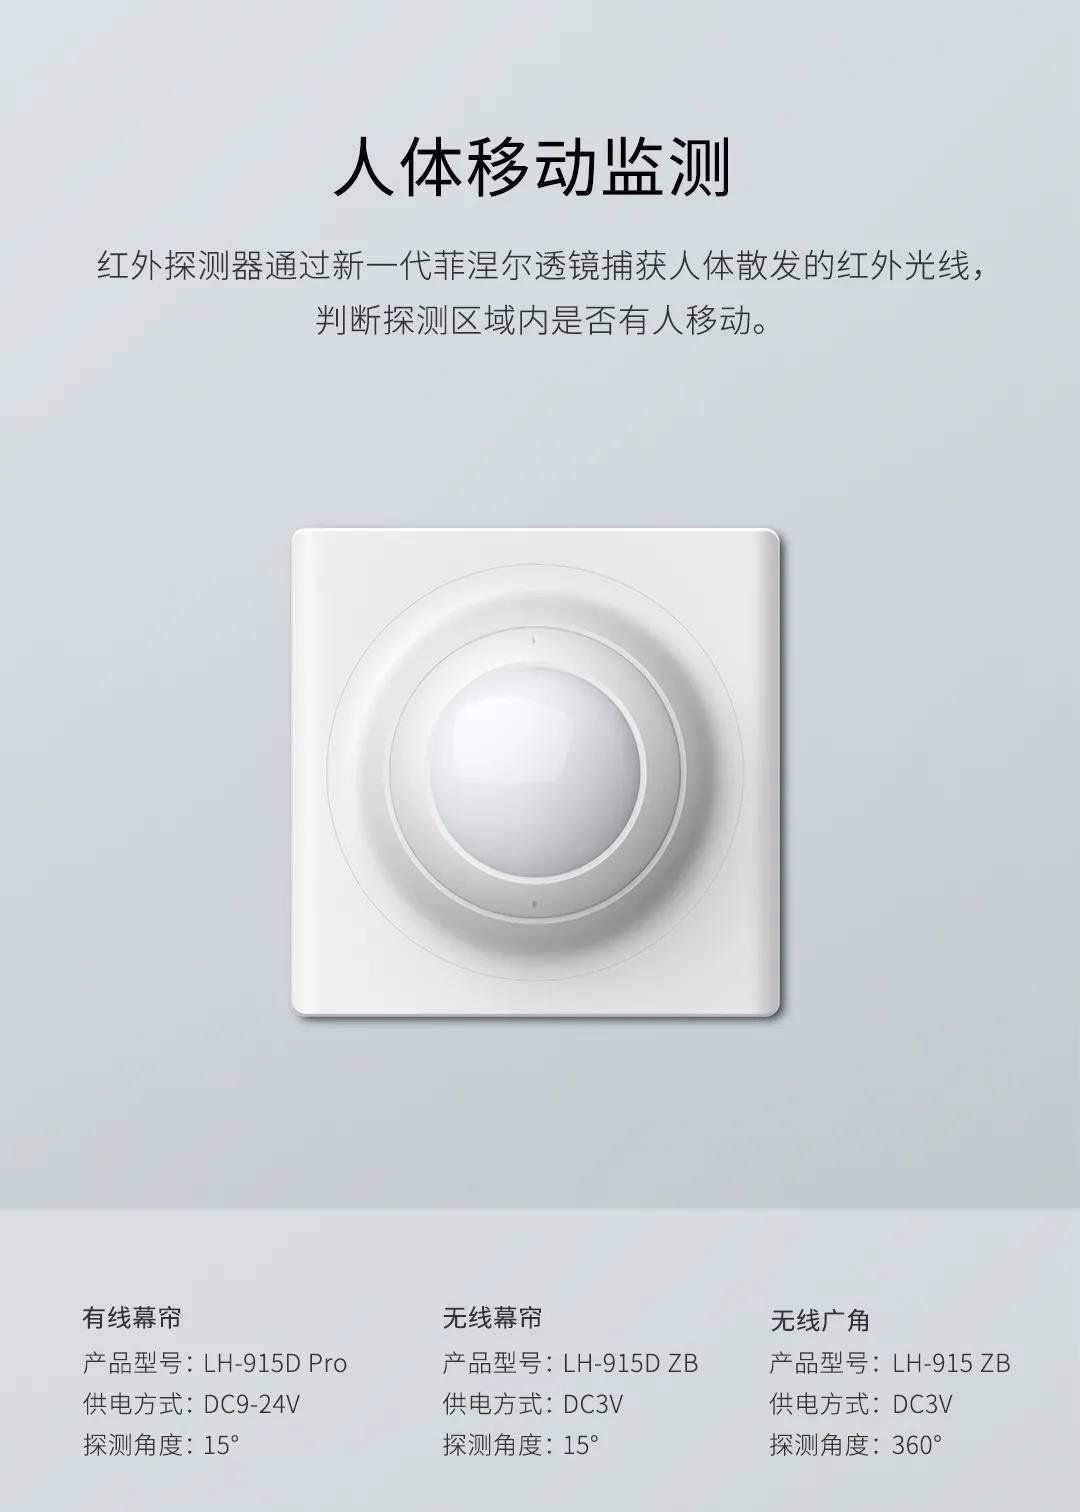 人体移动监测
红外探测器通过新一代菲涅尔透镜捕获人体散发的红外光线，
判断探测区域内是否有人移动。
有线幕帘
产品型号：LH-915D Pro
供电方式：DC9-24V
探测角度：15°
无线幕帘
产品型号：LH-915D ZB
供电方式：DC3V
探测角度：15°
无线广角
产品型号：LH-915 ZB
供电方式：DC3V
探测角度：360°